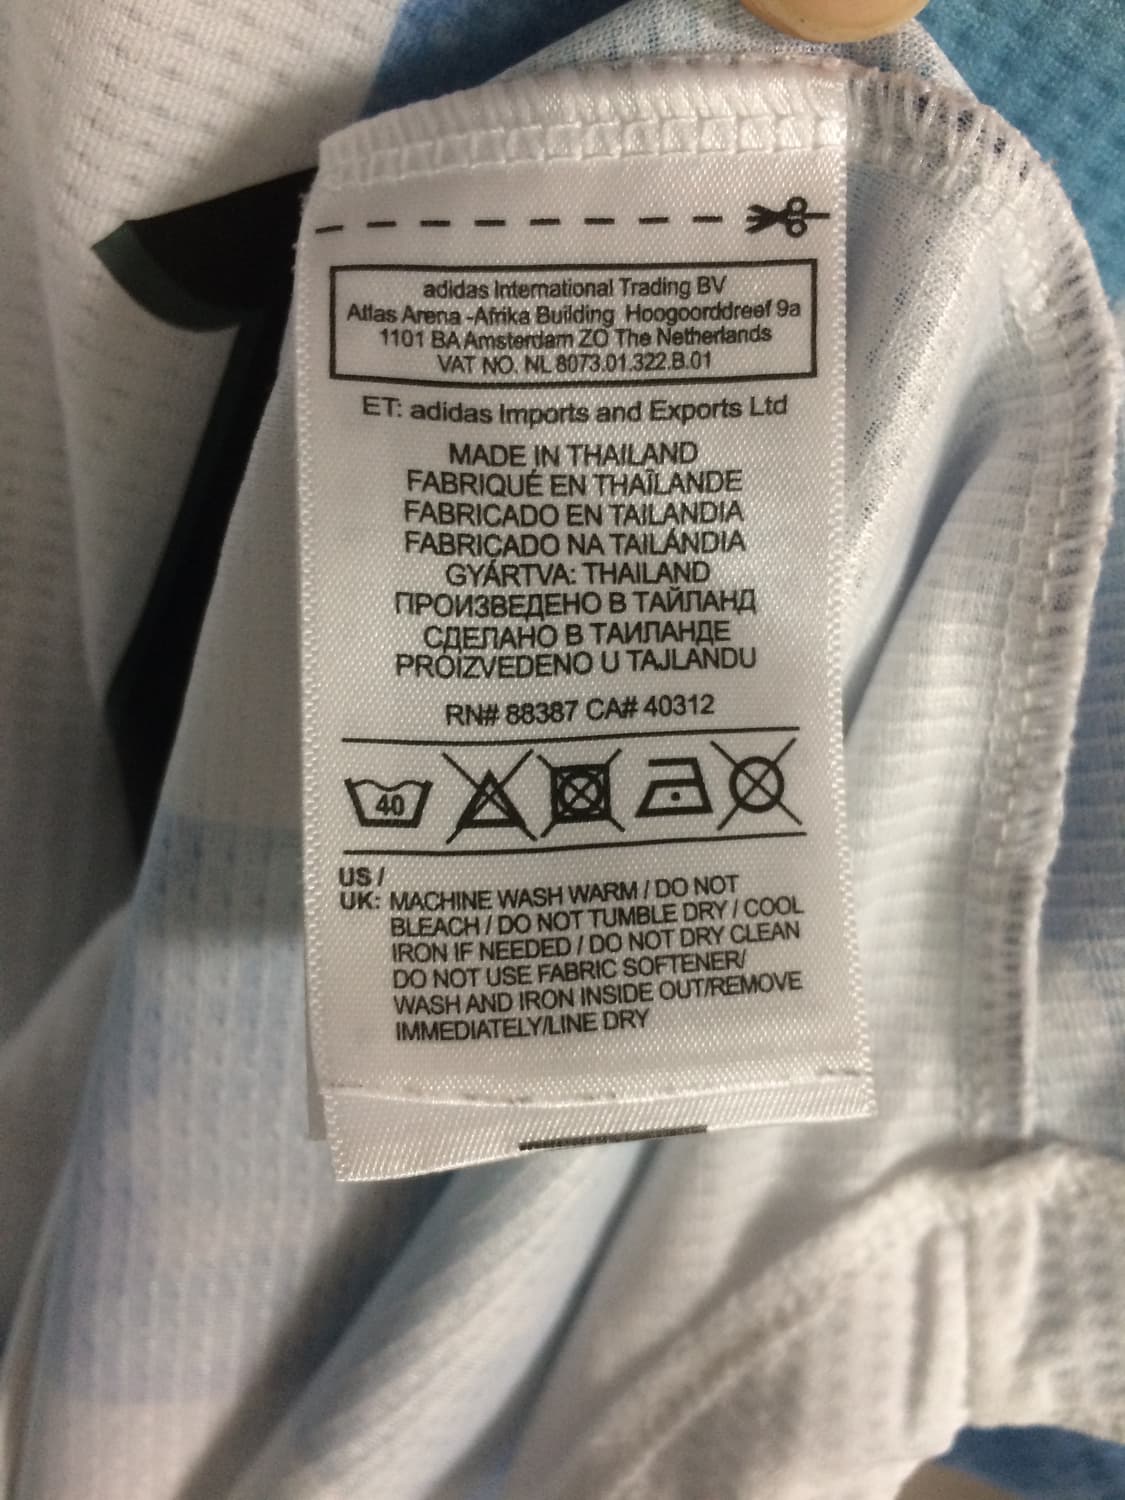 adidas International Trading BV
Atlas Arena -Afrika Building Hoogoorddreef 9a
1101 BA Amsterdam ZO The Netherlands
VAT NO. NL 8073.01.322.B.01
ET: adidas Imports and Exports Ltd
MADE IN THAILAND
FABRIQUÉ EN THAÏLANDE
FABRICADO EN TAILANDIA
FABRICADO NA TAILÁNDIA
GYÁRTVA: THAILAND
ПРОИЗВЕДЕНО В ТАЙЛАНД
СДЕЛАНО В ТАИЛАНДЕ
PROIZVEDENO U TAJLANDU
RN# 88387 CA# 40312
40
US /
UK: MACHINE WASH WARM / DO NOT
BLEACH / DO NOT TUMBLE DRY / COOL
IRON IF NEEDED / DO NOT DRY CLEAN
DO NOT USE FABRIC SOFTENER/
WASH AND IRON INSIDE OUT/REMOVE
IMMEDIATELY/LINE DRY